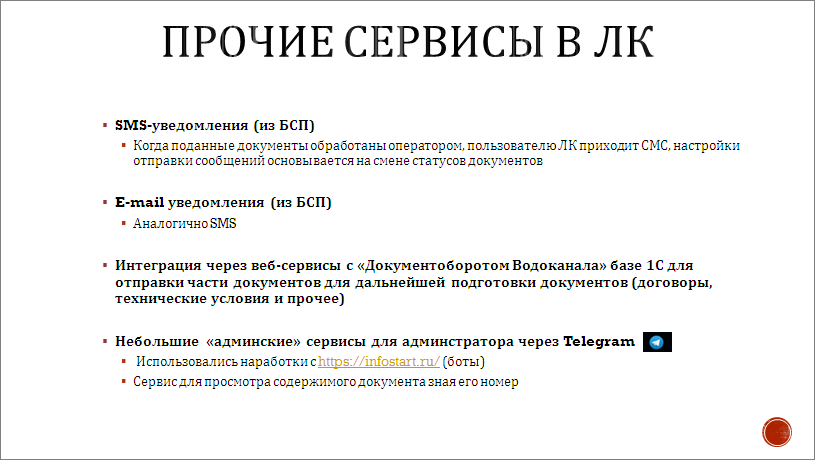 ПРОЧИЕ СЕРВИСЫ В ЛК
SMS-уведомления (из БСП)
Когда поданные документы обработаны оператором, пользователю ЛК приходит СМС, настройки
отправки сообщений основывается на смене статусов документов
E-mail уведомления (из БСП)
Аналогично SMS
Интеграция через веб-сервисы с «Документоборотом Водоканала» базе 1С для
отправки части документов для дальнейшей подготовки документов (договоры,
технические условия и прочее)
Небольшие «админские» сервисы для админстратора через Telegram
Использовались наработки с https://infostart.ru/ (боты)
Сервис для просмотра содержимого документа зная его номер